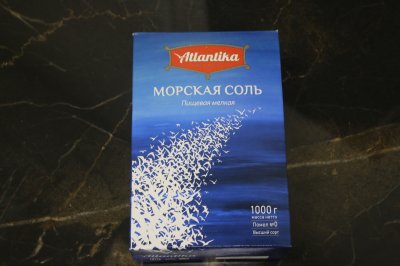 Atlantika
МОРСКАЯ СОЛЬ
Пищевая мелкая
1000 г
масса нетто
Помол №0
Высший сорт